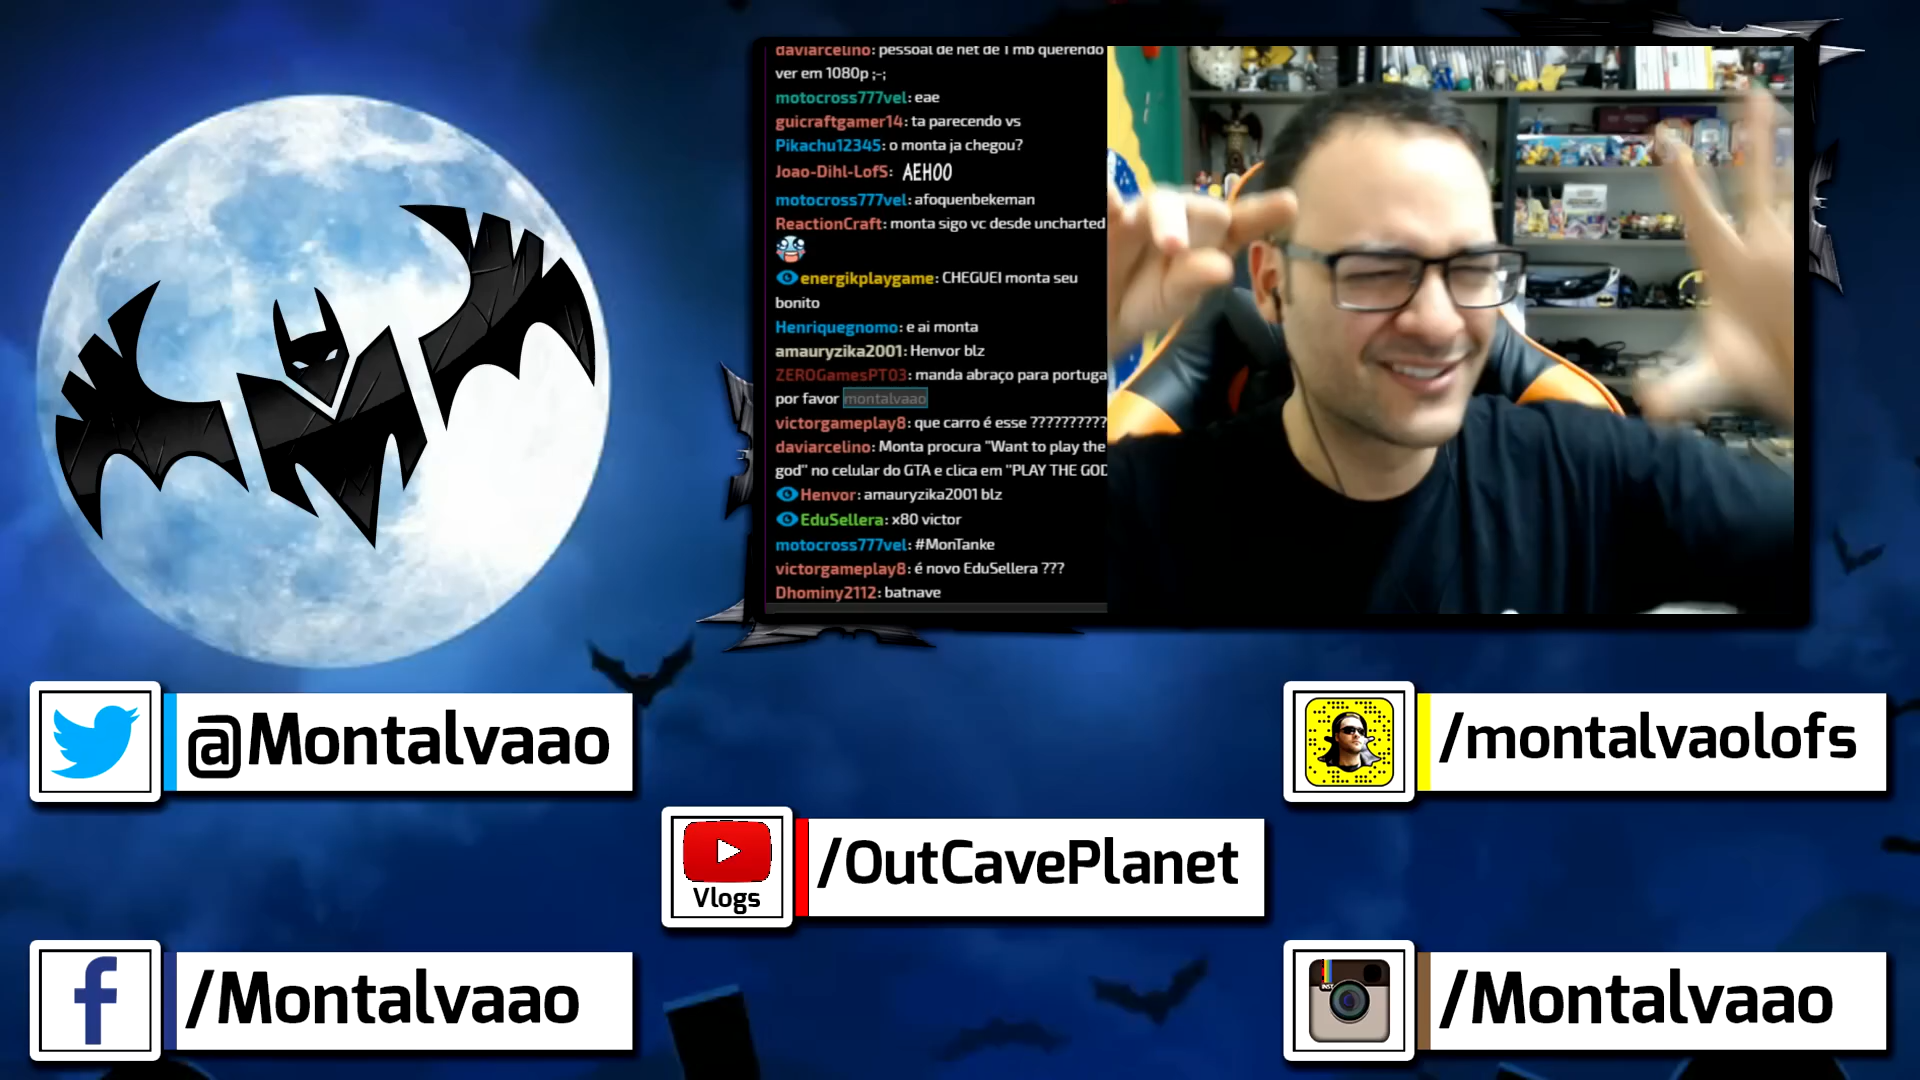 daviarcelino: pessoal de net de 1 mb querendo
ver em 1080p ;-;
motocross777vel: eae
guicraftgamer14: ta parecendo vs
Pikachu12345: o monta ja chegou?
Joao-Dihl-LofS: AEHOO
motocross777vel: afoquenbekeman
ReactionCraft: monta sigo vc desde uncharted
energikplaygame: CHEGUEI monta seu
bonito
Henriquegnomo: e ai monta
amauryzika2001: Henvor blz
ZEROGamesPT03: manda abraço para portuga
por favor montalvaao
victorgameplay8: que carro é esse ??????????
daviarcelino: Monta procura "Want to play the
god" no celular do GTA e clica em "PLAY THE GOD
Henvor: amauryzika2001 blz
EduSellera: x80 victor
motocross777vel: #MonTanke
victorgameplay8: é novo EduSellera ???
Dhominy2112: batnave
@Montalvaao
/montalvaolofs
Vlogs
/OutCavePlanet
/Montalvaao
INST
/Montalvaao